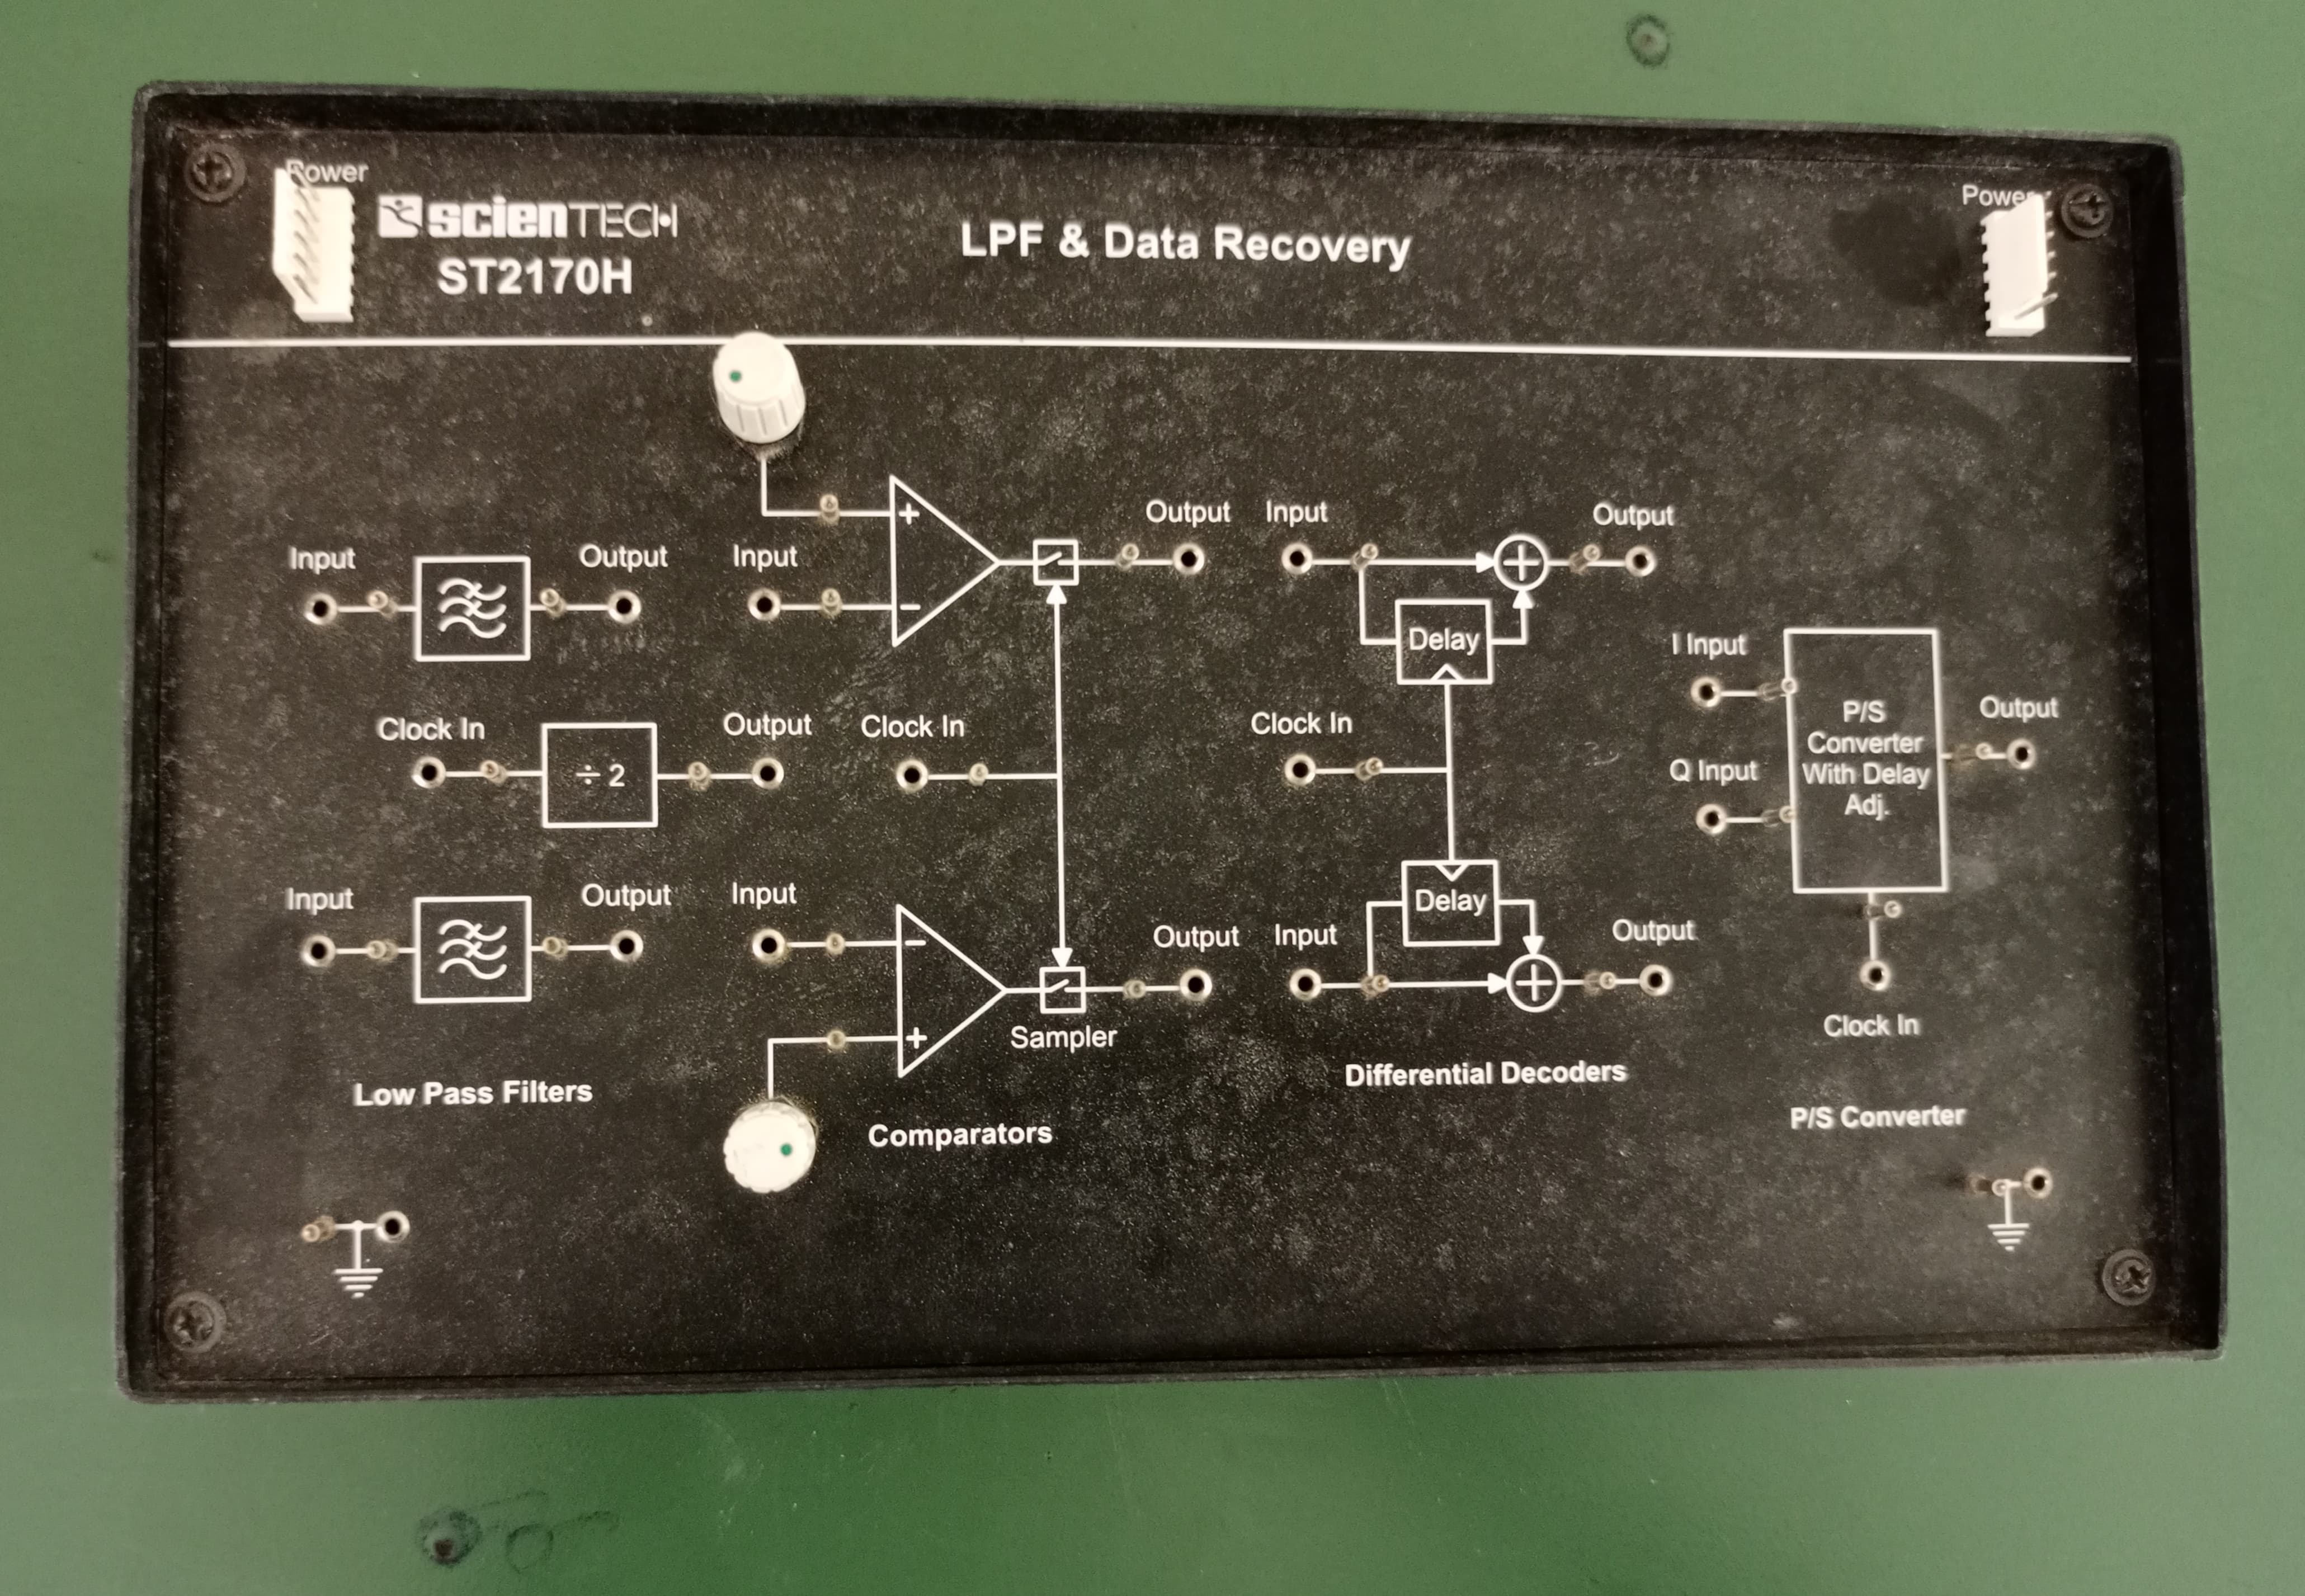 Power
scienTECH
ST2170H
LPF & Data Recovery
Power
+
Output
Input
Output
Input
Output
Input
-
Delay
I Input
P/S
Converter
With Delay
Adj.
Output
Q Input
Clock In
÷ 2
Output
Clock In
Clock In
Input
Output
Input
-
+
Output
Sampler
Input
Delay
Output
Clock In
Low Pass Filters
Comparators
Differential Decoders
P/S Converter